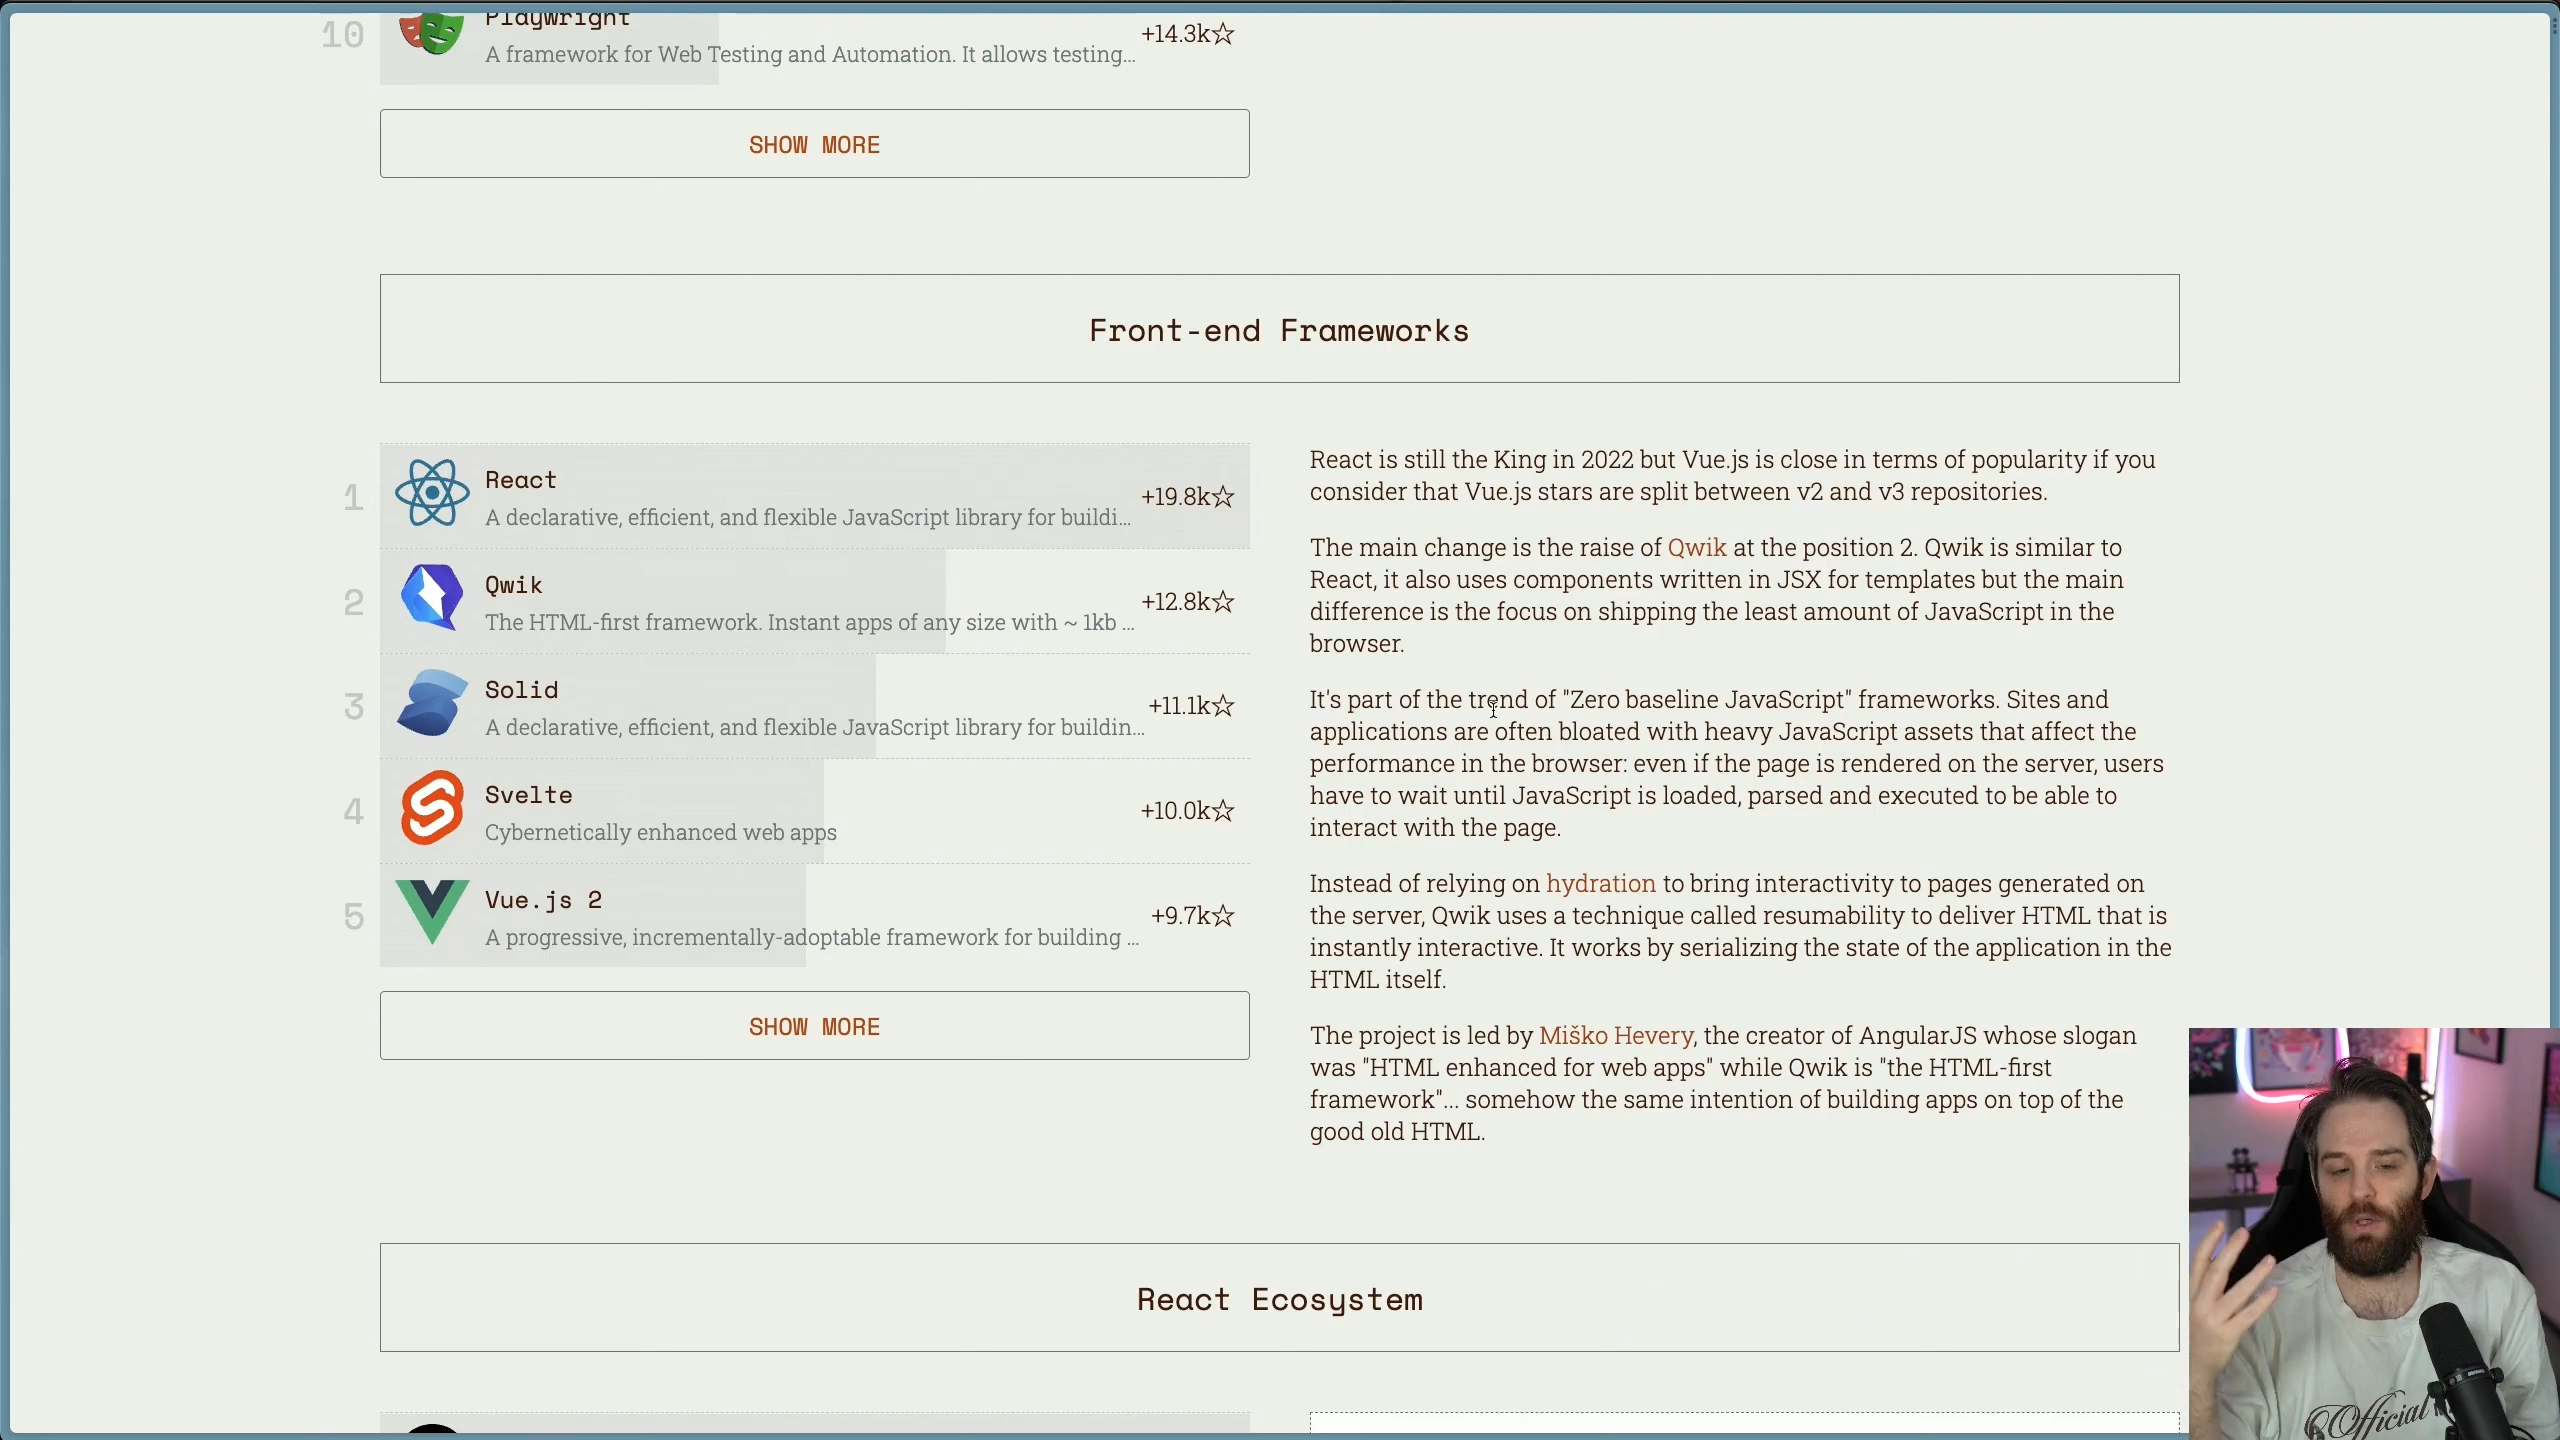 10
Playwright
A framework for Web Testing and Automation. It allows testing...
+14.3k☆
SHOW MORE
Front-end Frameworks
1
React
A declarative, efficient, and flexible JavaScript library for buildi...
+19.8k☆
2
Qwik
The HTML-first framework. Instant apps of any size with ~ 1kb ...
+12.8k☆
3
Solid
A declarative, efficient, and flexible JavaScript library for buildin...
+11.1k☆
4
Svelte
Cybernetically enhanced web apps
+10.0k☆
5
Vue.js 2
A progressive, incrementally-adoptable framework for building ...
+9.7k☆
SHOW MORE
React is still the King in 2022 but Vue.js is close in terms of popularity if you
consider that Vue.js stars are split between v2 and v3 repositories.
The main change is the raise of Qwik at the position 2. Qwik is similar to
React, it also uses components written in JSX for templates but the main
difference is the focus on shipping the least amount of JavaScript in the
browser.
It's part of the trend of "Zero baseline JavaScript" frameworks. Sites and
applications are often bloated with heavy JavaScript assets that affect the
performance in the browser: even if the page is rendered on the server, users
have to wait until JavaScript is loaded, parsed and executed to be able to
interact with the page.
Instead of relying on hydration to bring interactivity to pages generated on
the server, Qwik uses a technique called resumability to deliver HTML that is
instantly interactive. It works by serializing the state of the application in the
HTML itself.
The project is led by Miško Hevery, the creator of AngularJS whose slogan
was "HTML enhanced for web apps" while Qwik is "the HTML-first
framework"... somehow the same intention of building apps on top of the
good old HTML.
React Ecosystem
Official